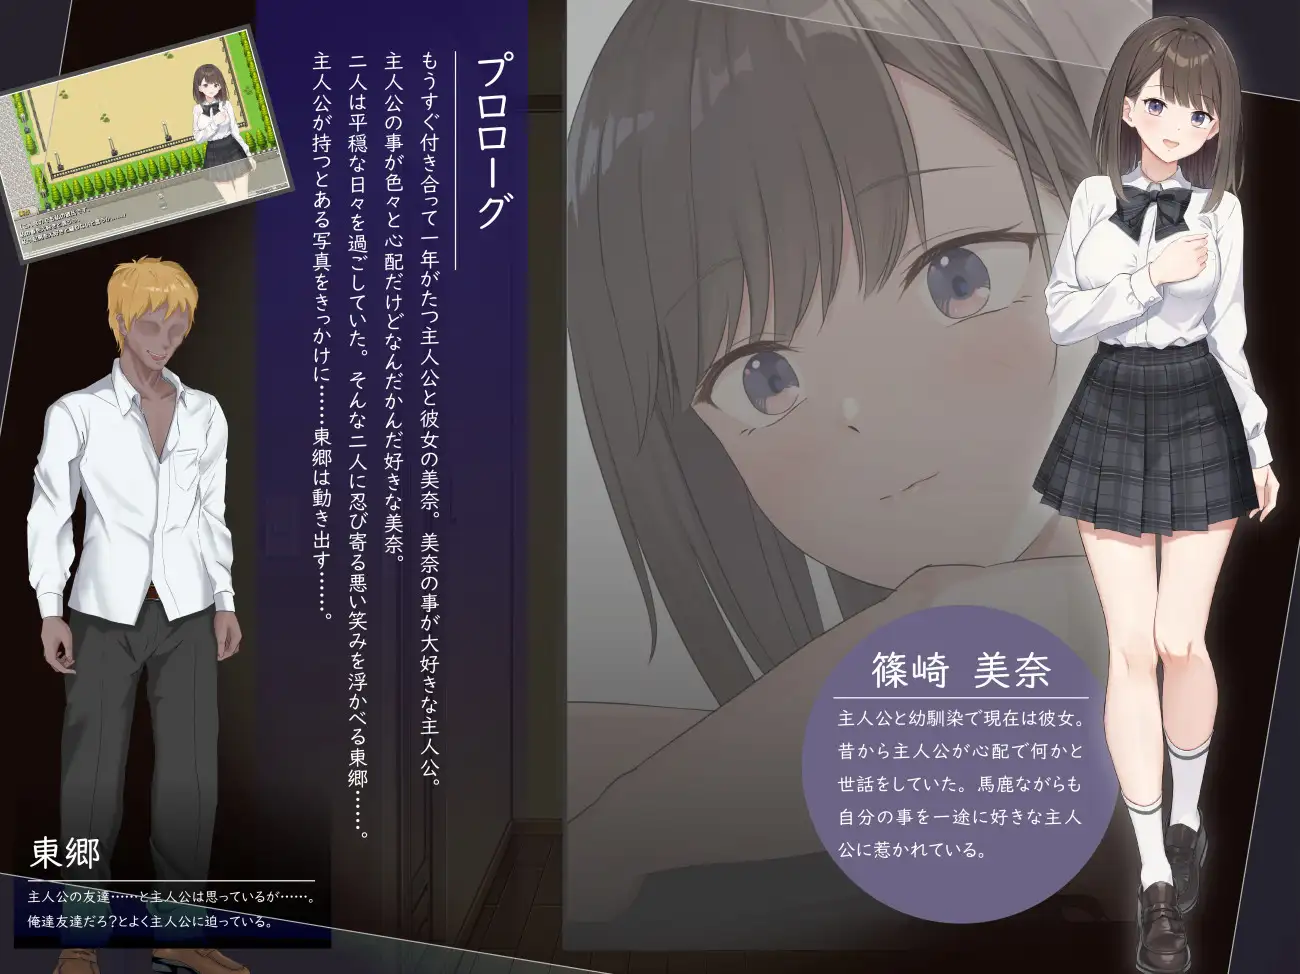 プロローグ
もうすぐ付き合って一年がたつ主人公と彼女の美奈。美奈の事が大好きな主人公。
主人公の事が色々と心配だけどなんだかんだ好きな美奈。
二人は平穏な日々を過ごしていた。そんな二人に忍び寄る悪い笑みを浮かべる東郷……。
主人公が持つとある写真をきっかけに……東郷は動き出す……。
篠崎 美奈
主人公と幼馴染で現在は彼女。
昔から主人公が心配で何かと
世話をしていた。馬鹿ながらも
自分の事を一途に好きな主人
公に惹かれている。
東郷
主人公の友達……と主人公は思っているが……。
俺達友達だろ?とよく主人公に迫っている。